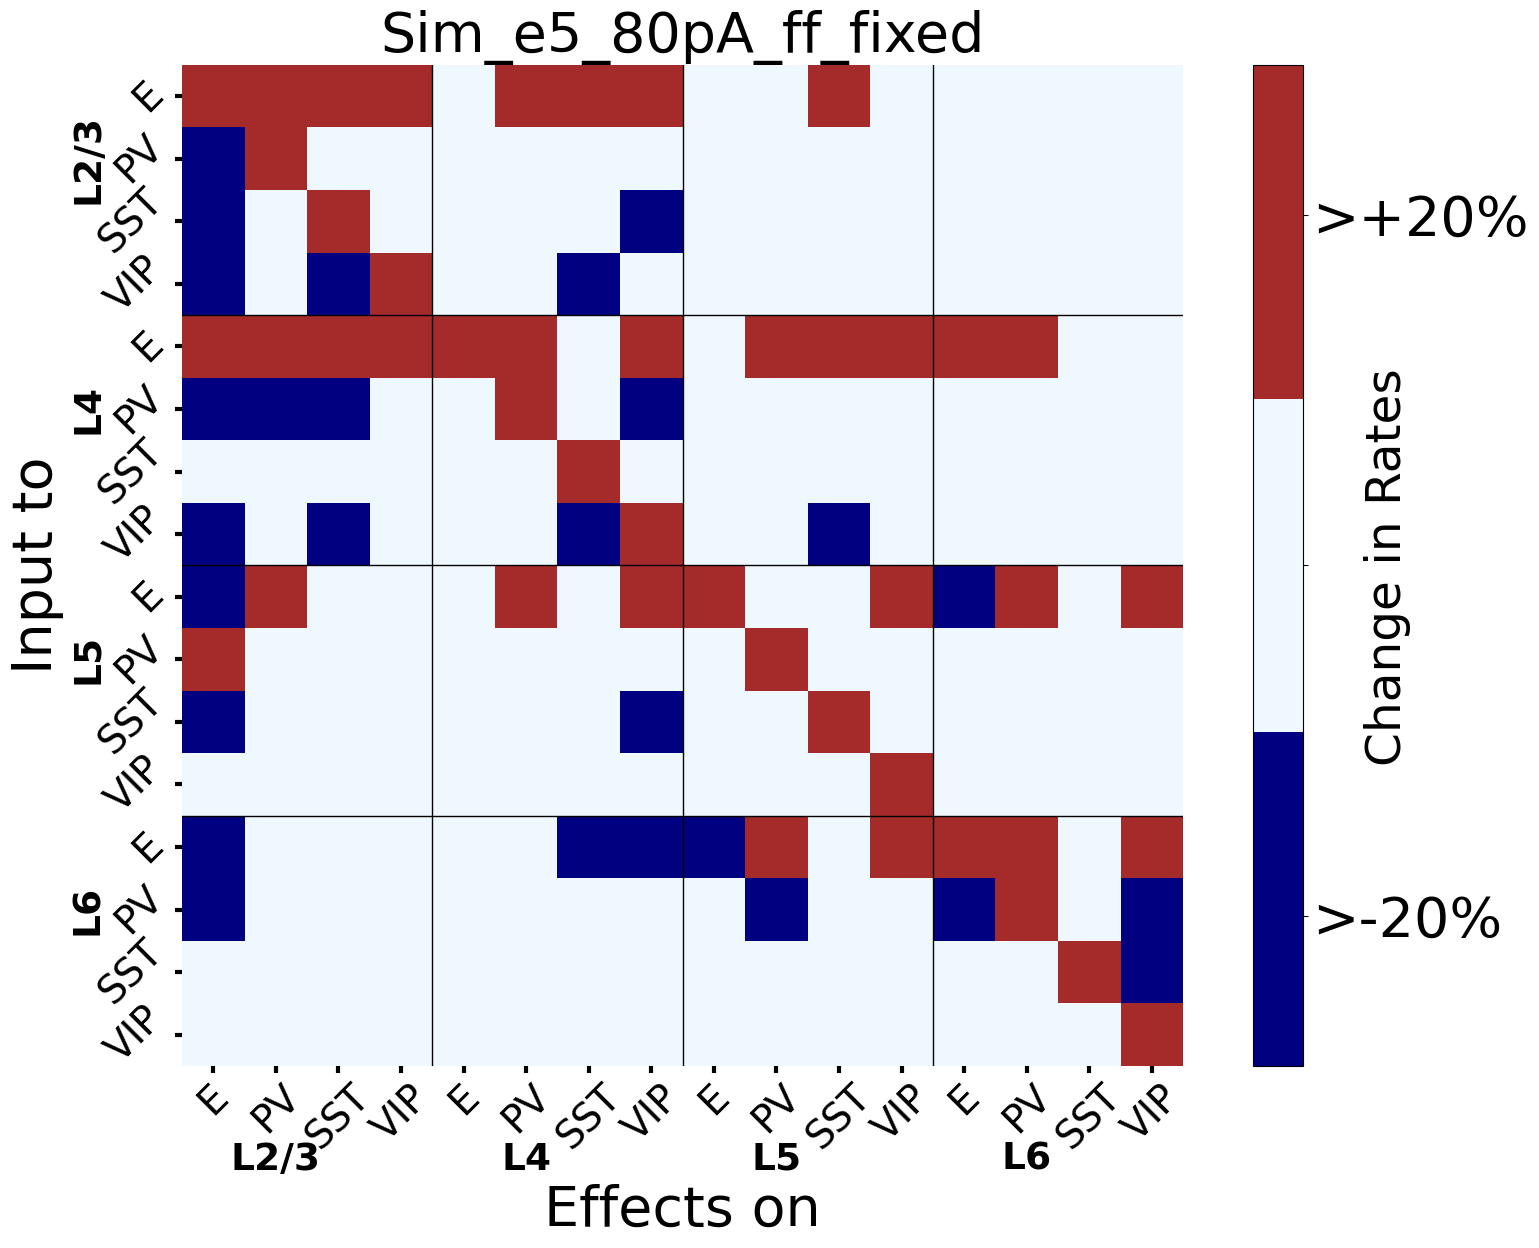 Sim_e5_80pA_ff_fixed
Input to
L2/3
E
PV
SST
VIP
L4
E
PV
SST
VIP
L5
E
PV
SST
VIP
L6
E
PV
SST
VIP
E PV SST VIP E PV SST VIP E PV SST VIP E PV SST VIP
L2/3 L4 L5 L6
Effects on
>+20%
>-20%
Change in Rates